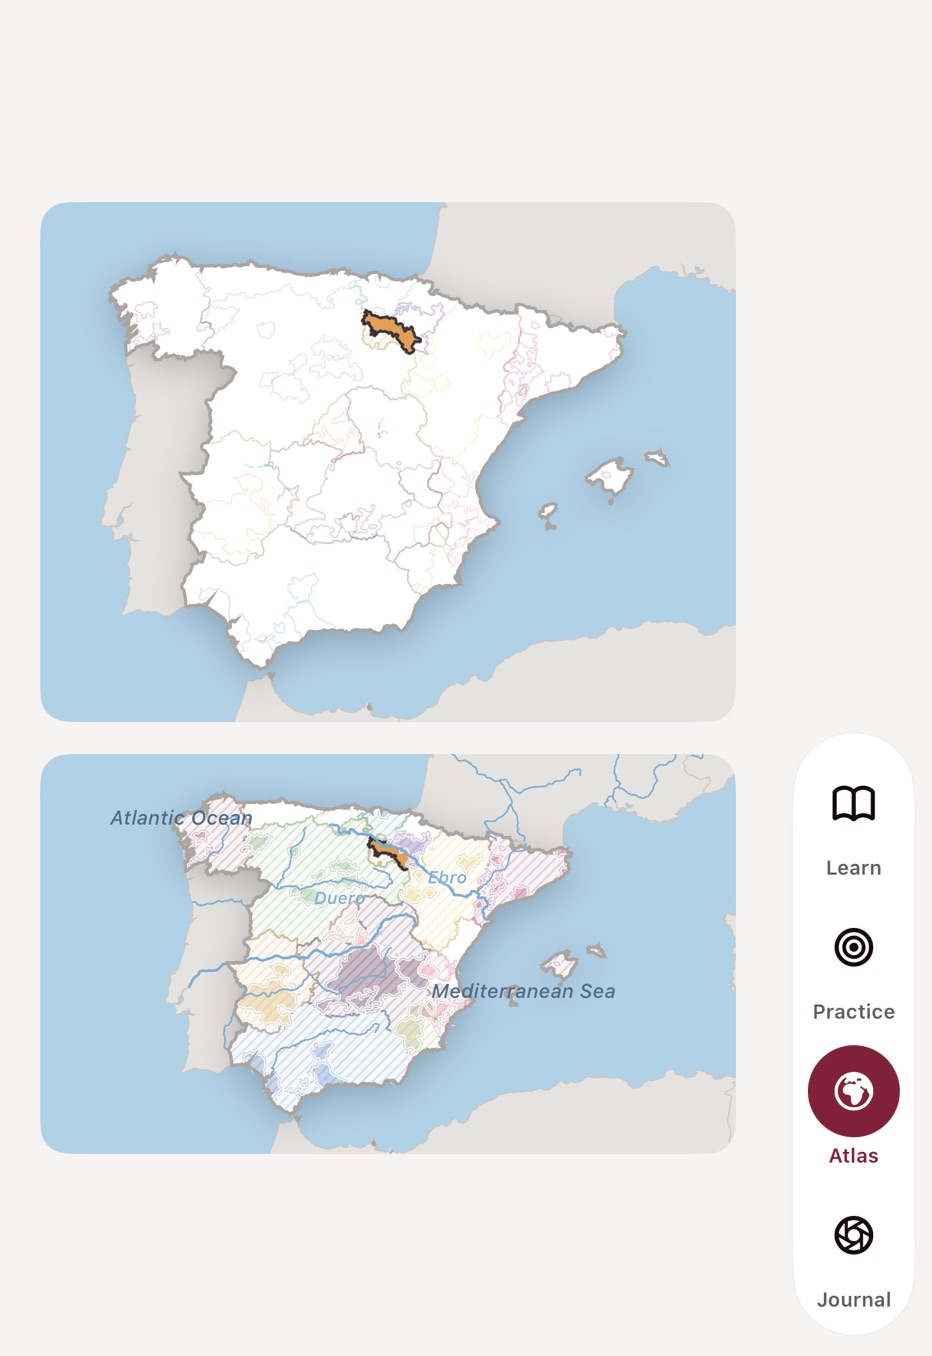 Atlantic Ocean
Ebro
Duero
Mediterranean Sea
Learn
Practice
Atlas
Journal